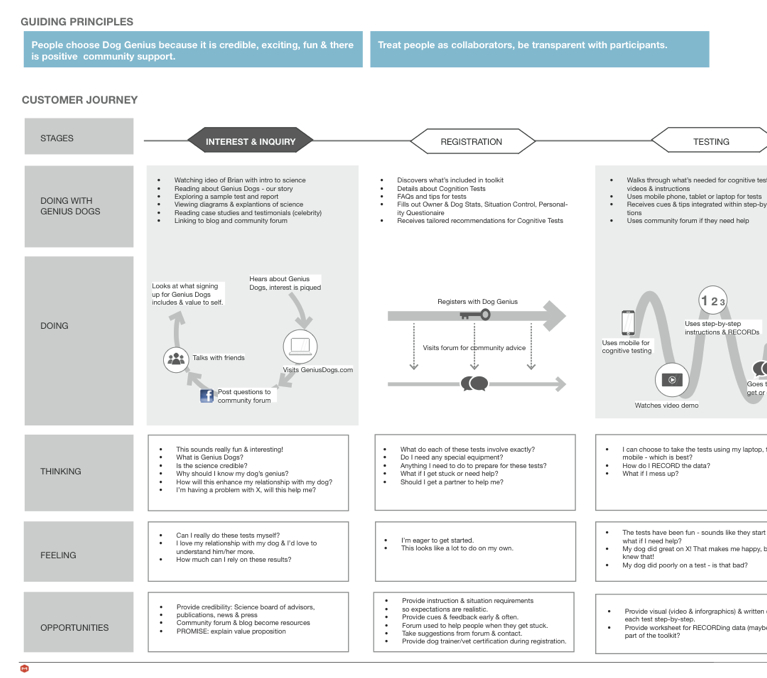 GUIDING PRINCIPLES
People choose Dog Genius because it is credible, exciting, fun & there
is positive community support.
Treat people as collaborators, be transparent with participants.
CUSTOMER JOURNEY
STAGES
INTEREST & INQUIRY
REGISTRATION
TESTING
DOING WITH
GENIUS DOGS
• Watching ideo of Brian with intro to science
• Reading about Genius Dogs - our story
• Exploring a sample test and report
• Viewing diagrams & explantions of science
• Reading case studies and testimonials (celebrity)
• Linking to blog and community forum
• Discovers what's included in toolkit
• Details about Cognition Tests
• FAQs and tips for tests
• Fills out Owner & Dog Stats, Situation Control, Personal-
ity Questionaire
• Receives tailored recommendations for Cognitive Tests
• Walks through what's needed for cognitive
videos & instructions
• Uses mobile phone, tablet or laptop for tests
• Receives cues & tips integrated within step-by
tions
• Uses community forum if they need help
DOING
Looks at what signing
up for Genius Dogs
includes & value to self.
Hears about Genius
Dogs, interest is piqued
Talks with friends
Visits GeniusDogs.com
Post questions to
community forum
Registers with Dog Genius
Visits forum for community advice
1 2 3
Uses step-by-step
instructions & RECORDs
Uses mobile for
cognitive testing
Watches video demo
Goes
get or
THINKING
• This sounds really fun & interesting!
• What is Genius Dogs?
• Is the science credible?
• Why should I know my dog's genius?
• How will this enhance my relationship with my dog?
• I'm having a problem with X, will this help me?
• What do each of these tests involve exactly?
• Do I need any special equipment?
• Anything I need to do to prepare for these tests?
• What if I get stuck or need help?
• Should I get a partner to help me?
• I can choose to take the tests using my laptop,
mobile - which is best?
• How do I RECORD the data?
• What if I mess up?
FEELING
• Can I really do these tests myself?
• I love my relationship with my dog & I'd love to
understand him/her more.
• How much can I rely on these results?
• I'm eager to get started.
• This looks like a lot to do on my own.
• The tests have been fun - sounds like they start
what if I need help?
• My dog did great on X! That makes me happy,
knew that!
• My dog did poorly on a test - is that bad?
OPPORTUNITIES
• Provide credibility: Science board of advisors,
• publications, news & press
• Community forum & blog become resources
• PROMISE: explain value proposition
• Provide instruction & situation requirements
• so expectations are realistic.
• Provide cues & feedback early & often.
• Forum used to help people when they get stuck.
• Take suggestions from forum & contact.
• Provide dog trainer/vet certification during registration.
• Provide visual (video & inforgraphics) & written
each test step-by-step.
• Provide worksheet for RECORDing data
part of the toolkit?